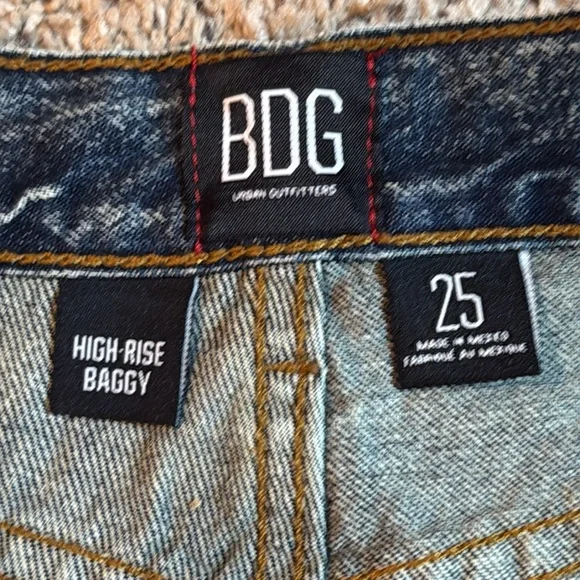 BDG
URBAN OUTFITTERS
HIGH-RISE
BAGGY
25
MADE IN MEXICO
FABRIQUÉ AU MEXIQUE